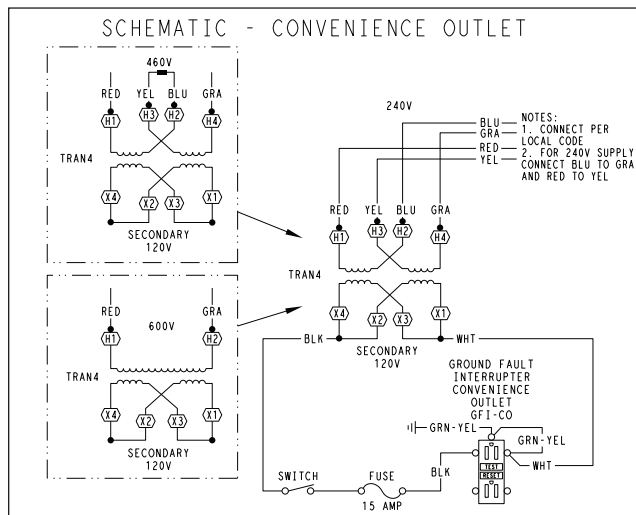 SCHEMATIC - CONVENIENCE OUTLET
460V
RED YEL BLU GRA
H1 H3 H2 H4
TRAN4
X4 X2 X3 X1
SECONDARY
120V
RED GRA
H1 600V H2
TRAN4
X4 X2 X3 X1
SECONDARY
120V
240V
BLU
GRA
RED
YEL
NOTES:
1. CONNECT PER
LOCAL CODE
2. FOR 240V SUPPLY
CONNECT BLU TO GRA
AND RED TO YEL
RED YEL BLU GRA
H1 H3 H2 H4
TRAN4
X4 X2 X3 X1
BLK WHT
SECONDARY
120V
GROUND FAULT
INTERRUPTER
CONVENIENCE
OUTLET
GFI-CO
GRN-YEL
GRN-YEL
WHT
BLK
TEST
RESET
SWITCH FUSE
15 AMP